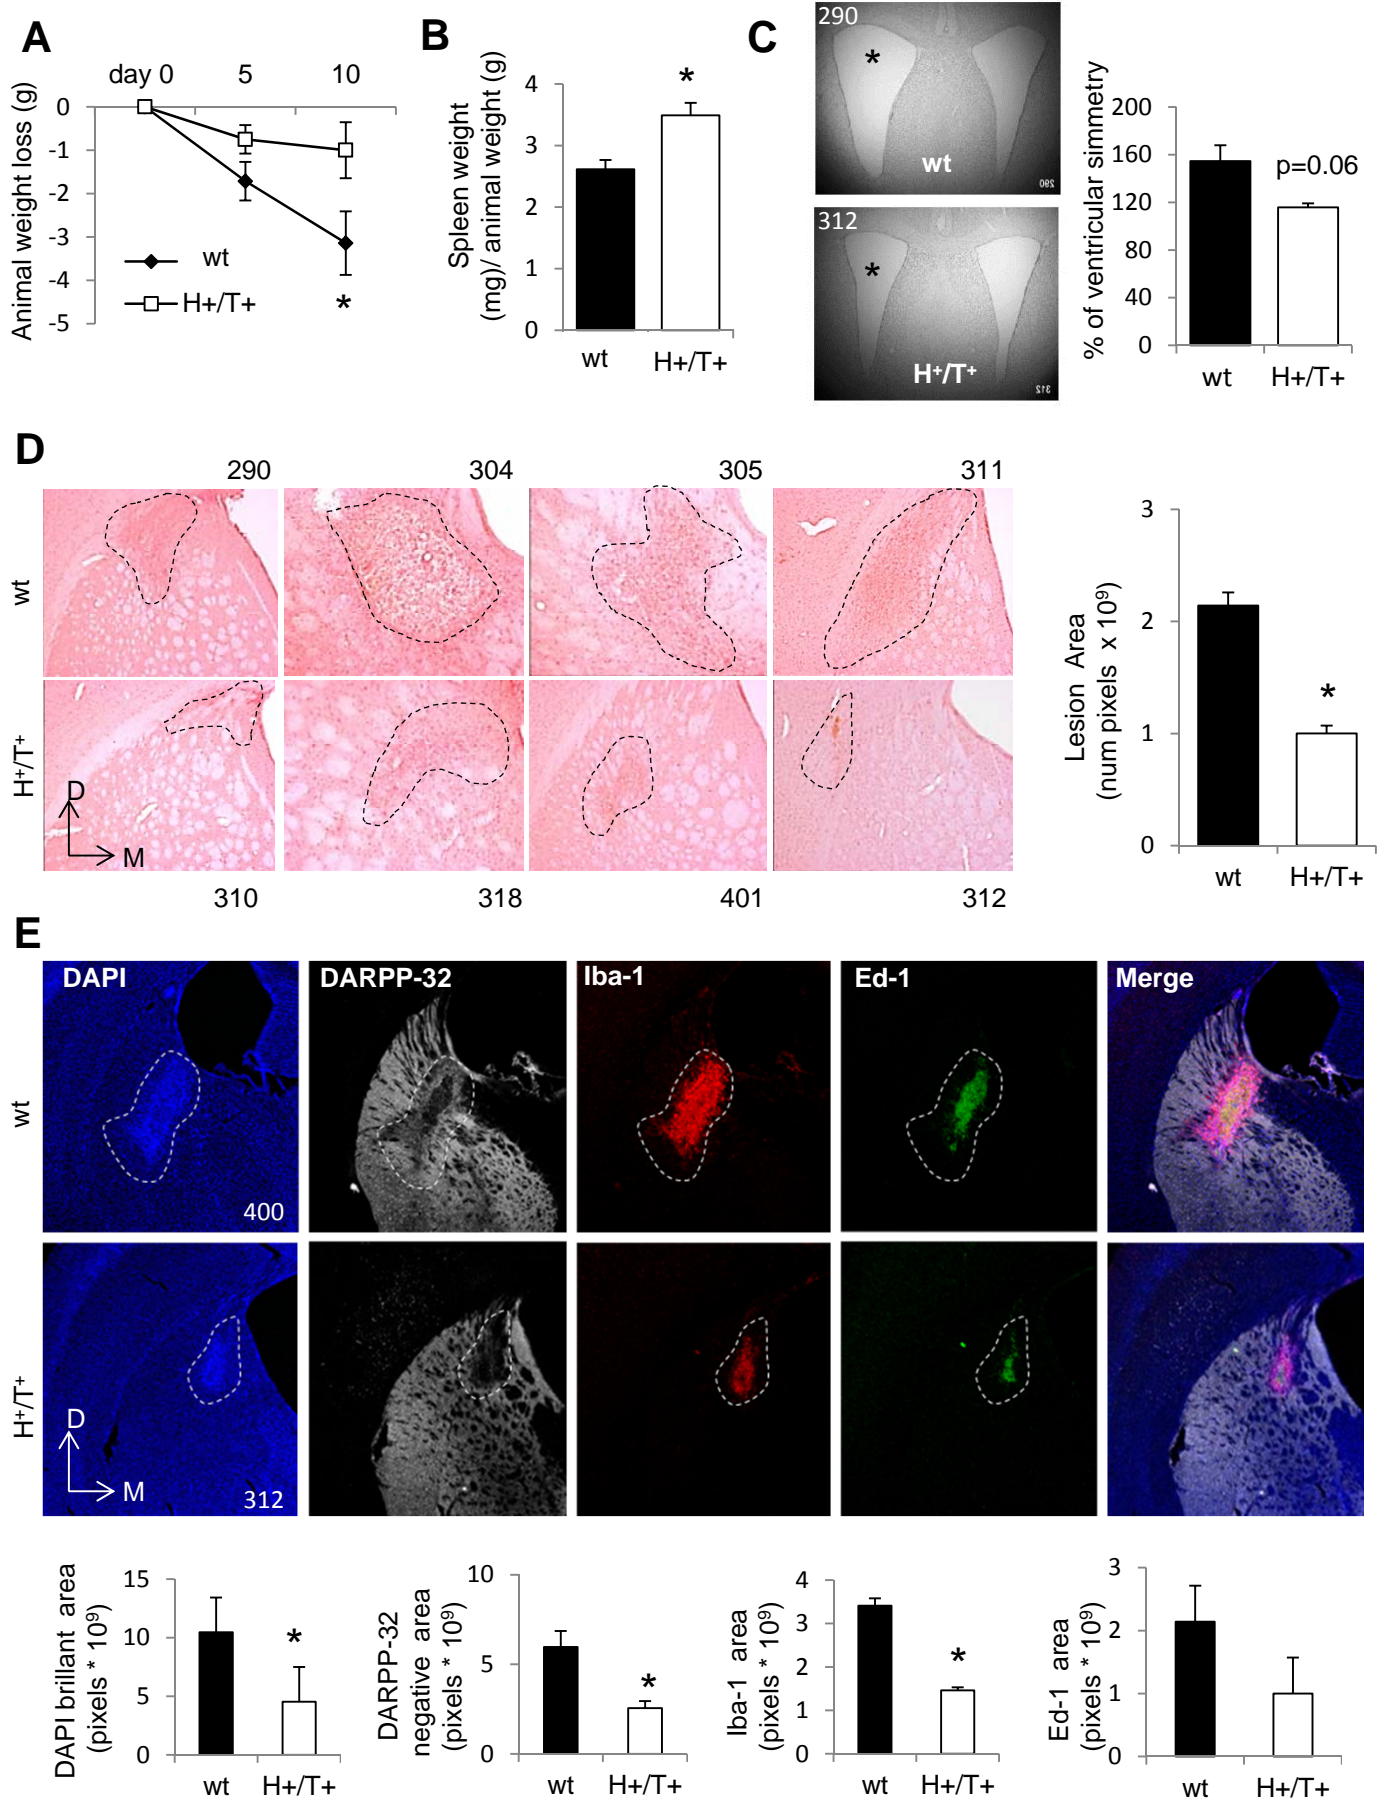 A
day 0 5 10
Animal weight loss (g)
0
-1
-2
-3
-4
-5
wt
H+/T+
*
B
Spleen weight
(mg)/ animal weight (g)
4
3
2
1
0
*
wt
H+/T+
C
290
*
wt
290
312
*
H+/T+
312
% of ventricular simmetry
200
160
120
80
40
0
p=0.06
wt
H+/T+
D
290 304 305 311
wt
H+/T+
D
M
310 318 401 312
Lesion Area
(num pixels x 10⁹)
3
2
1
0
*
wt
H+/T+
E
DAPI DARPP-32 Iba-1 Ed-1 Merge
wt
400
H+/T+
D
M
312
DAPI brillant area
(pixels * 10⁹)
15
10
5
0
*
wt H+/T+
DARPP-32
negative area
(pixels * 10⁹)
10
5
0
*
wt H+/T+
Iba-1 area
(pixels * 10⁹)
4
3
2
1
0
*
wt H+/T+
Ed-1 area
(pixels * 10⁹)
3
2
1
0
wt H+/T+